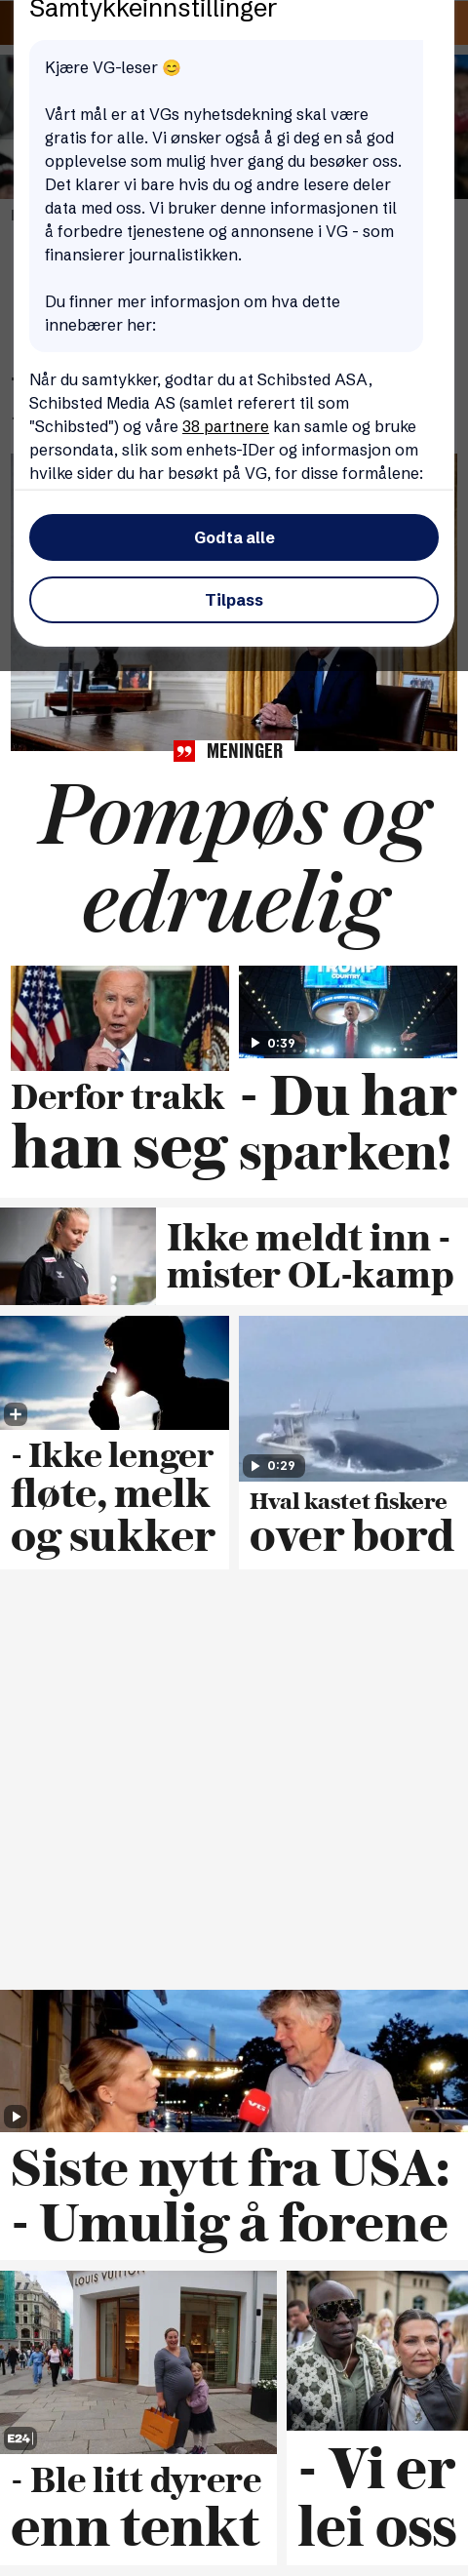 Samtykkeinnstillinger
Kjære VG-leser 😊
Vårt mål er at VGs nyhetsdekning skal være
gratis for alle. Vi ønsker også å gi deg en så god
opplevelse som mulig hver gang du besøker oss.
Det klarer vi bare hvis du og andre lesere deler
data med oss. Vi bruker denne informasjonen til
å forbedre tjenestene og annonsene i VG - som
finansierer journalistikken.
Du finner mer informasjon om hva dette
innebærer her:
Når du samtykker, godtar du at Schibsted ASA,
Schibsted Media AS (samlet referert til som
"Schibsted") og våre 38 partnere kan samle og bruke
persondata, slik som enhets-IDer og informasjon om
hvilke sider du har besøkt på VG, for disse formålene:
Godta alle
Tilpass
MENINGER
Pompøs og
edruelig
TRUMP
COUNTRY
0:39
Derfor trakk
han seg
- Du har
sparken!
Ikke meldt inn -
mister OL-kamp
- Ikke lenger
fløte, melk
og sukker
0:29
Hval kastet fiskere
over bord
VG
Siste nytt fra USA:
- Umulig å forene
LOUIS VUITTON
E24
- Ble litt dyrere
enn tenkt
- Vi er
lei oss